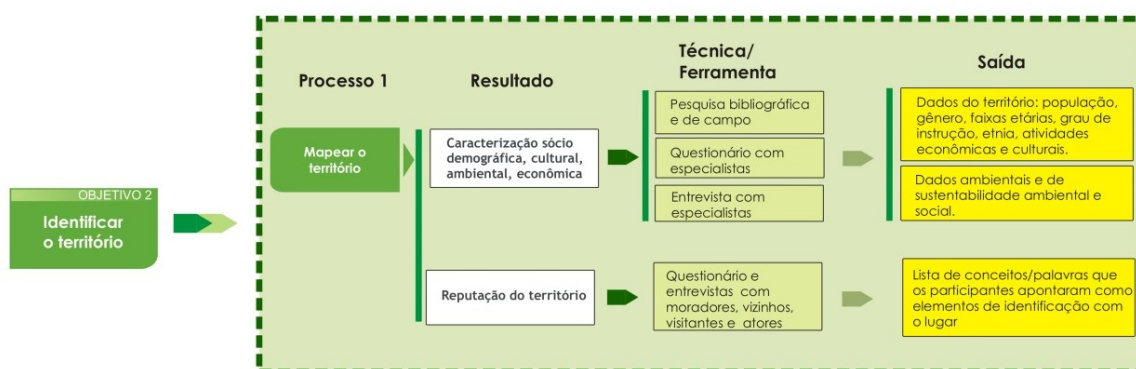 OBJETIVO 2
Identificar
o território
Processo 1
Resultado
Técnica/
Ferramenta
Saída
Mapear o
território
Caracterização sócio
demográfica, cultural,
ambiental, econômica
Pesquisa bibliográfica
e de campo
Questionário com
especialistas
Entrevista com
especialistas
Dados do território: população,
gênero, faixas etárias, grau de
instrução, etnia, atividades
econômicas e culturais.
Dados ambientais e de
sustentabilidade ambiental e
social.
Reputação do território
Questionário e
entrevistas com
moradores, vizinhos,
visitantes e atores
Lista de conceitos/palavras que
os participantes apontaram como
elementos de identificação com
o lugar